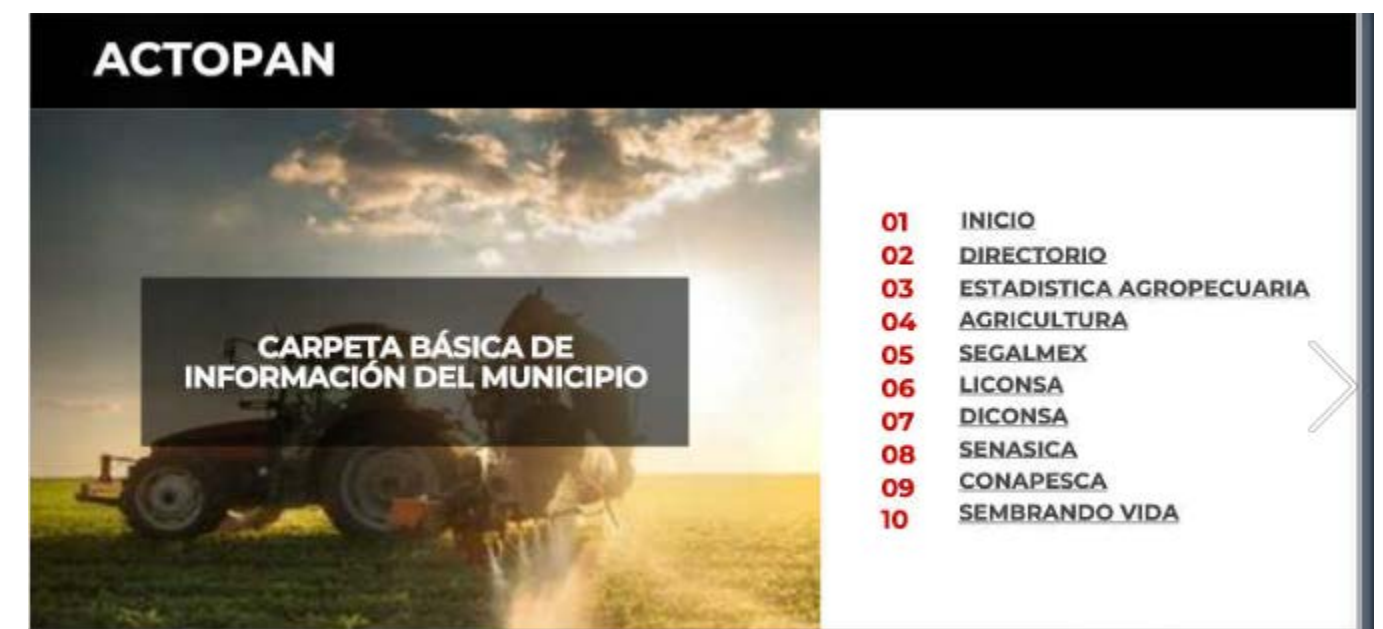 ACTOPAN
CARPETA BÁSICA DE
INFORMACIÓN DEL MUNICIPIO
01 INICIO
02 DIRECTORIO
03 ESTADISTICA AGROPECUARIA
04 AGRICULTURA
05 SEGALMEX
06 LICONSA
07 DICONSA
08 SENASICA
09 CONAPESCA
10 SEMBRANDO VIDA